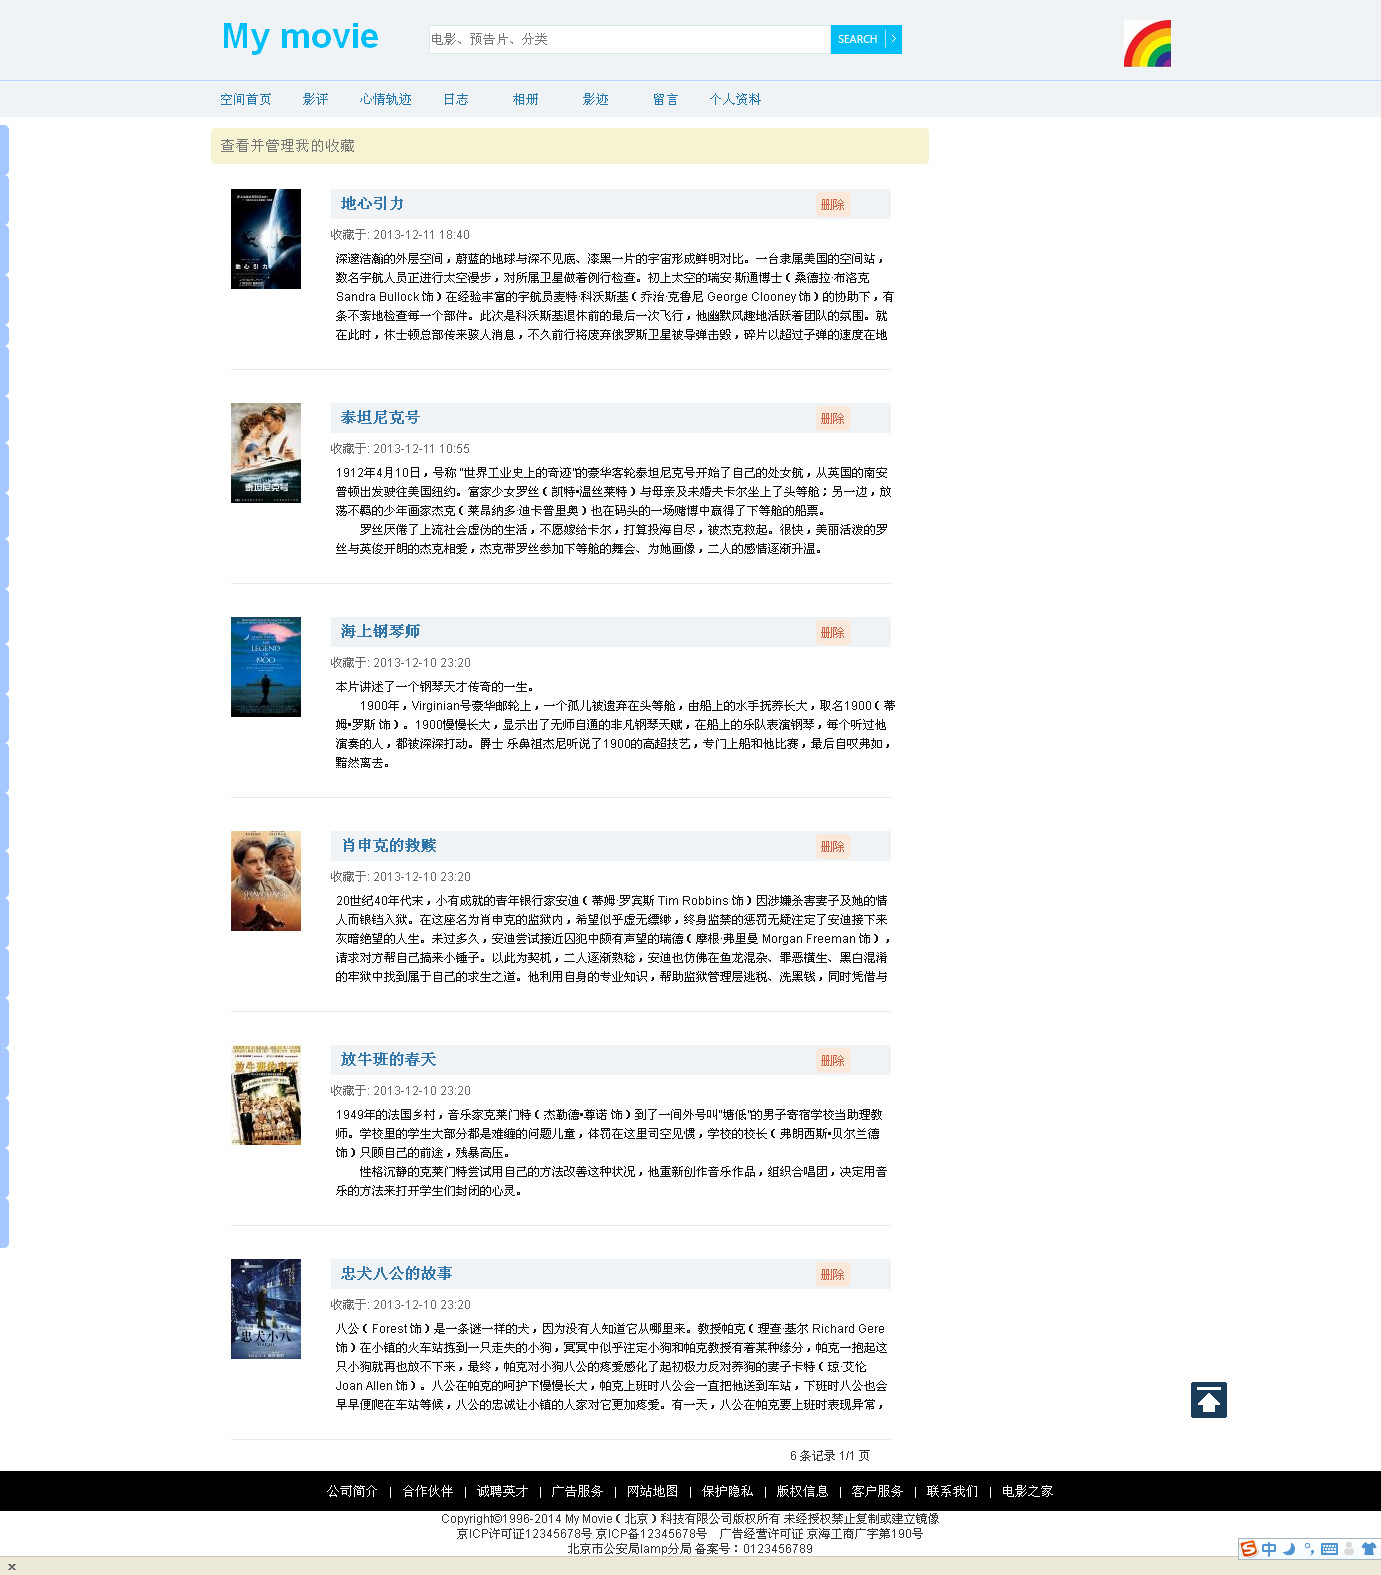 My movie
电影、预告片、分类
SEARCH
空间首页 影评 心情轨迹 日志 相册 影迹 留言 个人资料
查看并管理我的收藏
地心引力
地心引力 删除
收藏于: 2013-12-11 18:40
深邃浩瀚的外层空间，蔚蓝的地球与深不见底、漆黑一片的宇宙形成鲜明对比。一台隶属美国的空间站，
数名宇航人员正进行太空漫步，对所属卫星做着例行检查。初上太空的瑞安·斯通博士（桑德拉·布洛克
Sandra Bullock 饰）在经验丰富的宇航员麦特·科沃斯基（乔治·克鲁尼 George Clooney 饰）的协助下，有
条不紊地检查每一个部件。此次是科沃斯基退休前的最后一次飞行，他幽默风趣地活跃着团队的氛围。就
在此时，休士顿总部传来骇人消息，不久前行将废弃俄罗斯卫星被导弹击毁，碎片以超过子弹的速度在地
泰坦尼克号
泰坦尼克号 删除
收藏于: 2013-12-11 10:55
1912年4月10日，号称 "世界工业史上的奇迹"的豪华客轮泰坦尼克号开始了自己的处女航，从英国的南安
普顿出发驶往美国纽约。富家少女罗丝（凯特•温丝莱特）与母亲及未婚夫卡尔坐上了头等舱；另一边，放
荡不羁的少年画家杰克（莱昂纳多·迪卡普里奥）也在码头的一场赌博中赢得了下等舱的船票。
罗丝厌倦了上流社会虚伪的生活，不愿嫁给卡尔，打算投海自尽，被杰克救起。很快，美丽活泼的罗
丝与英俊开朗的杰克相爱，杰克带罗丝参加下等舱的舞会、为她画像，二人的感情逐渐升温。
LEGEND
1900
海上钢琴师 删除
收藏于: 2013-12-10 23:20
本片讲述了一个钢琴天才传奇的一生。
1900年，Virginian号豪华邮轮上，一个孤儿被遗弃在头等舱，由船上的水手抚养长大，取名1900（蒂
姆•罗斯 饰）。1900慢慢长大，显示出了无师自通的非凡钢琴天赋，在船上的乐队表演钢琴，每个听过他
演奏的人，都被深深打动。爵士 乐鼻祖杰尼听说了1900的高超技艺，专门上船和他比赛，最后自叹弗如，
黯然离去。
肖申克的救赎 删除
收藏于: 2013-12-10 23:20
20世纪40年代末，小有成就的青年银行家安迪（蒂姆·罗宾斯 Tim Robbins 饰）因涉嫌杀害妻子及她的情
人而锒铛入狱。在这座名为肖申克的监狱内，希望似乎虚无缥缈，终身监禁的惩罚无疑注定了安迪接下来
灰暗绝望的人生。未过多久，安迪尝试接近囚犯中颇有声望的瑞德（摩根·弗里曼 Morgan Freeman 饰），
请求对方帮自己搞来小锤子。以此为契机，二人逐渐熟稔，安迪也仿佛在鱼龙混杂、罪恶横生、黑白混淆
的牢狱中找到属于自己的求生之道。他利用自身的专业知识，帮助监狱管理层逃税、洗黑钱，同时凭借与
放牛班的春天
放牛班的春天 删除
收藏于: 2013-12-10 23:20
1949年的法国乡村，音乐家克莱门特（杰勒德•尊诺 饰）到了一间外号叫"塘低"的男子寄宿学校当助理教
师。学校里的学生大部分都是难缠的问题儿童，体罚在这里司空见惯，学校的校长（弗朗西斯•贝尔兰德
饰）只顾自己的前途，残暴高压。
性格沉静的克莱门特尝试用自己的方法改善这种状况，他重新创作音乐作品，组织合唱团，决定用音
乐的方法来打开学生们封闭的心灵。
忠犬小八
忠犬八公的故事 删除
收藏于: 2013-12-10 23:20
八公（Forest 饰）是一条谜一样的犬，因为没有人知道它从哪里来。教授帕克（理查·基尔 Richard Gere
饰）在小镇的火车站拣到一只走失的小狗，冥冥中似乎注定小狗和帕克教授有着某种缘分，帕克一抱起这
只小狗就再也放不下来，最终，帕克对小狗八公的疼爱感化了起初极力反对养狗的妻子卡特（琼·艾伦
Joan Allen 饰）。八公在帕克的呵护下慢慢长大，帕克上班时八公会一直把他送到车站，下班时八公也会
早早便爬在车站等候，八公的忠诚让小镇的人家对它更加疼爱。有一天，八公在帕克要上班时表现异常，
6 条记录 1/1 页
公司简介 | 合作伙伴 | 诚聘英才 | 广告服务 | 网站地图 | 保护隐私 | 版权信息 | 客户服务 | 联系我们 | 电影之家
Copyright©1996-2014 My Movie（北京）科技有限公司版权所有 未经授权禁止复制或建立镜像
京ICP许可证12345678号 京ICP备12345678号 广告经营许可证 京海工商广字第190号
北京市公安局lamp分局 备案号：0123456789
中